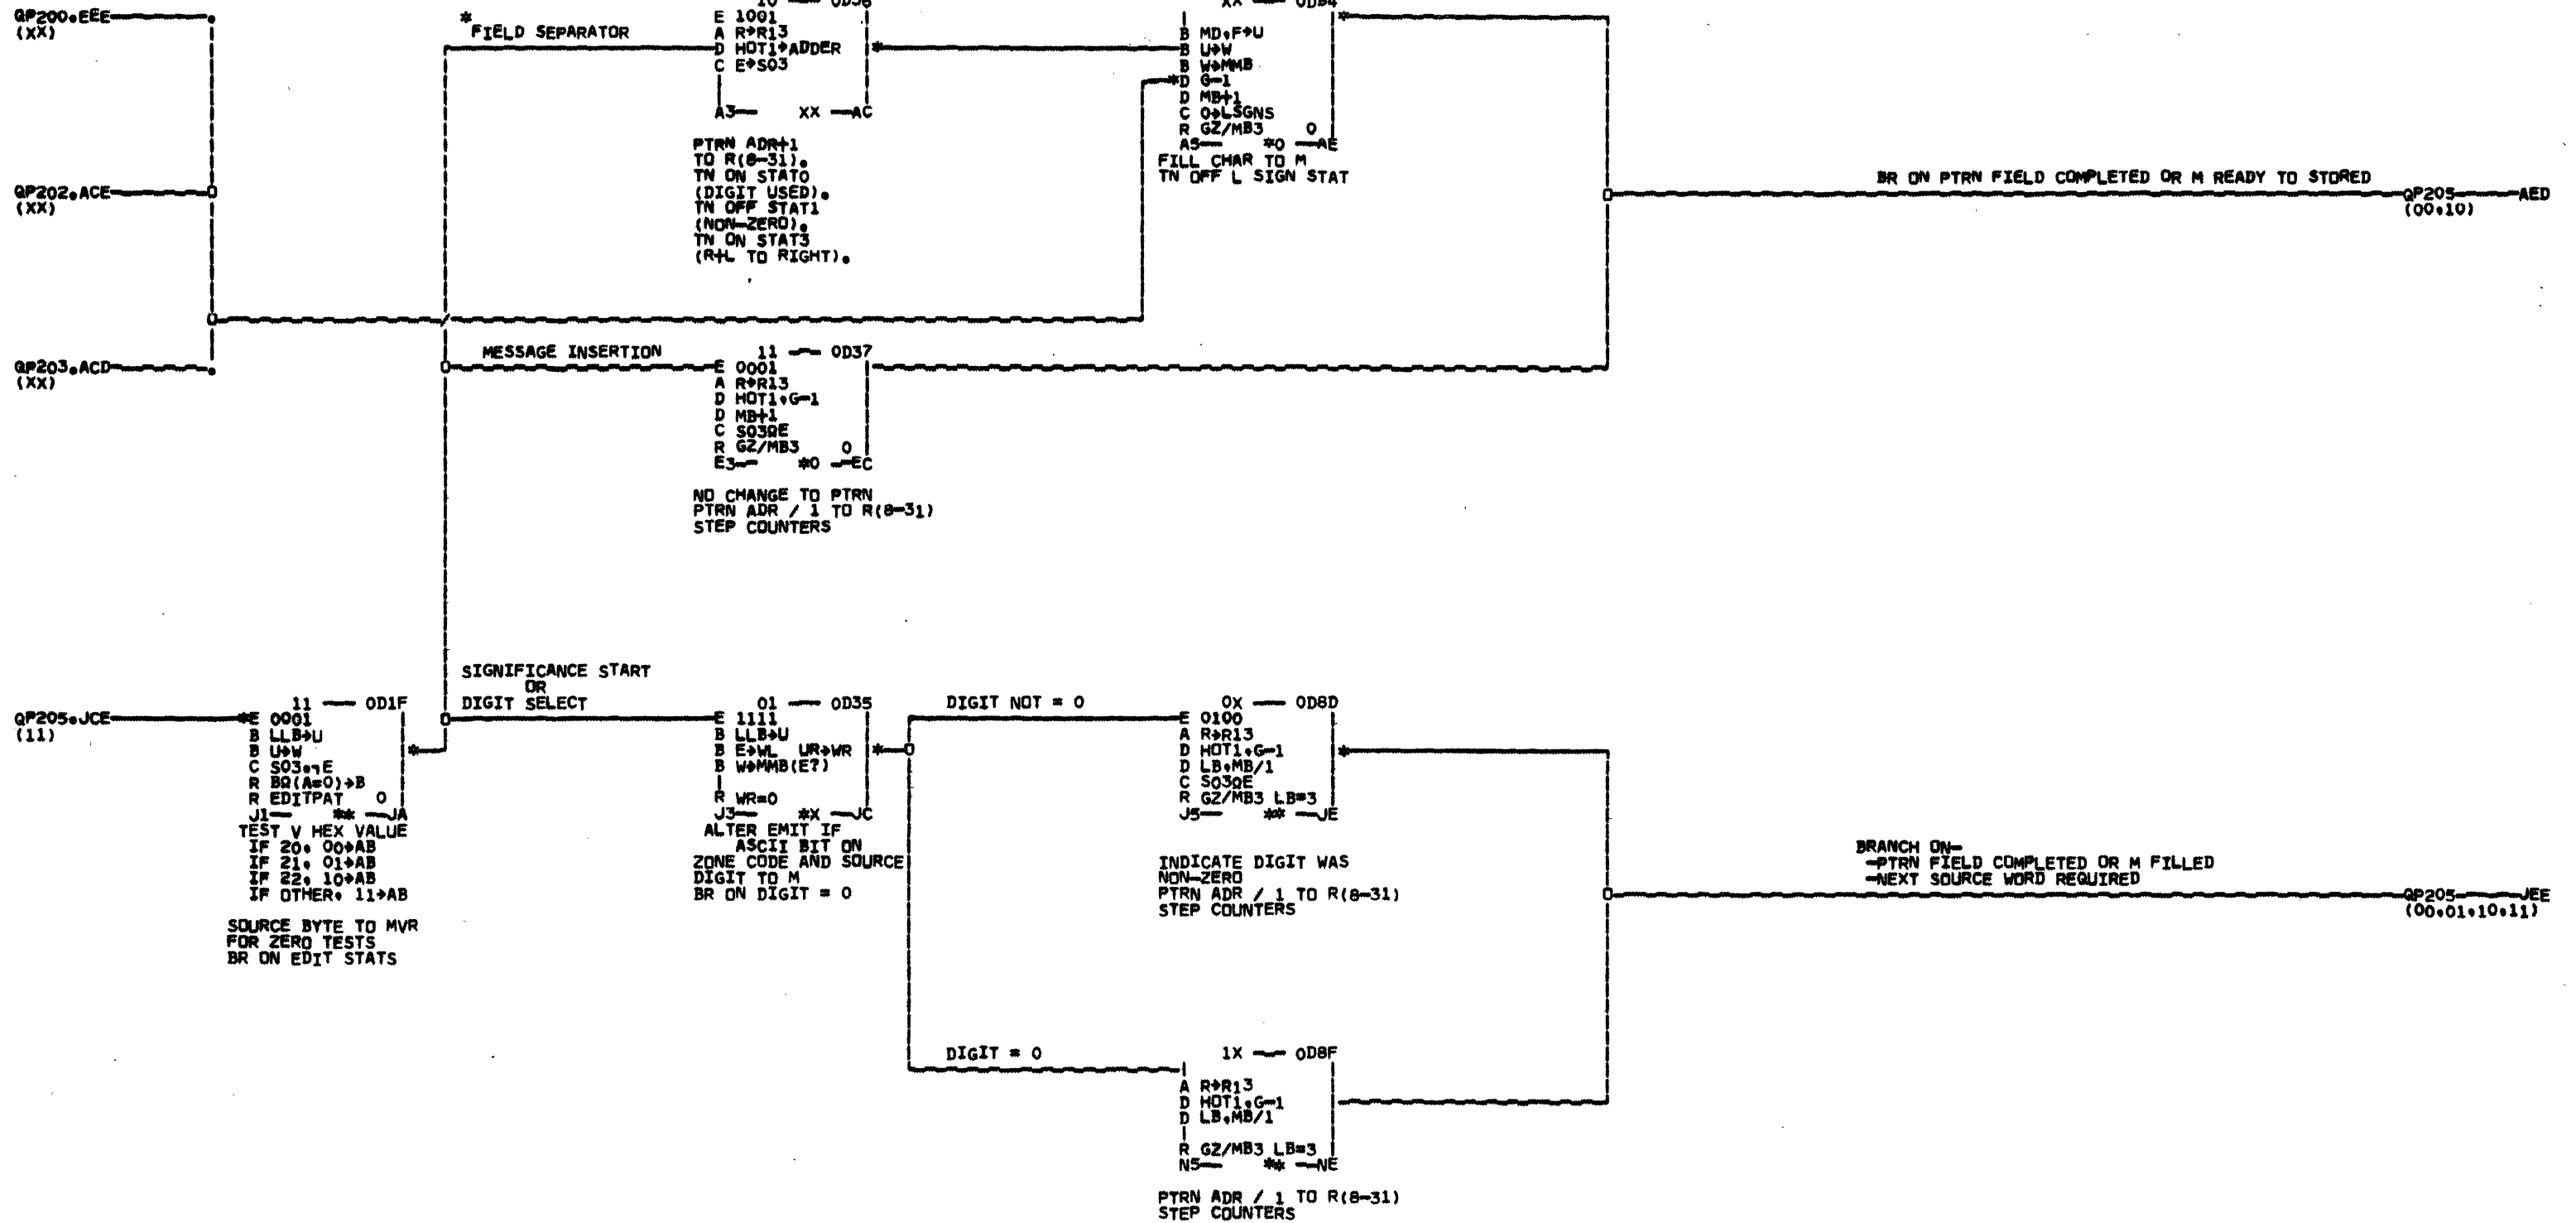 QP200.EEE
(XX)
*
FIELD SEPARATOR
E 1001
A R→R13
D HOT1→ADDER
C E→S03
*
A3— XX —AC
PTRN ADR+1
TO R(8-31).
TN ON STAT0
(DIGIT USED).
TN OFF STAT1
(NON-ZERO).
TN ON STAT3
(R+L TO RIGHT).
*
B MD,F→U
B U→W
B W→MMB
*D G-1
D MB+1
C 0→LSGNS
R GZ/MB3 0
A5— *0 —AE
FILL CHAR TO M
TN OFF L SIGN STAT
QP202.ACE
(XX)
BR ON PTRN FIELD COMPLETED OR M READY TO STORED
QP205——AED
(00,10)
QP203.ACD
(XX)
MESSAGE INSERTION
11 — 0D37
E 0001
A R→R13
D HOT1,G-1
D MB+1
C S03ΩE
R GZ/MB3 0
E3— *0 —EC
NO CHANGE TO PTRN
PTRN ADR / 1 TO R(8-31)
STEP COUNTERS
QP205.JCE
(11)
11 — 0D1F
*E 0001
B LLB→U
B U→W
C S03.¬E
R BΩ(A=0)→B
R EDITPAT 0
*
J1— ** —JA
TEST V HEX VALUE
IF 20, 00→AB
IF 21, 01→AB
IF 22, 10→AB
IF OTHER, 11→AB
SOURCE BYTE TO MVR
FOR ZERO TESTS
BR ON EDIT STATS
SIGNIFICANCE START
OR
DIGIT SELECT
01 — 0D35
E 1111
B LLB→U
B E→WL UR→WR
B W→MMB(E?)
R WR=0
*
J3— *X —JC
ALTER EMIT IF
ASCII BIT ON
ZONE CODE AND SOURCE
DIGIT TO M
BR ON DIGIT = 0
DIGIT NOT = 0
0X — 0D8D
E 0100
A R→R13
D HOT1,G-1
D LB,MB/1
C S03ΩE
R GZ/MB3 LB=3
*
J5— ** —JE
INDICATE DIGIT WAS
NON-ZERO
PTRN ADR / 1 TO R(8-31)
STEP COUNTERS
BRANCH ON-
-PTRN FIELD COMPLETED OR M FILLED
-NEXT SOURCE WORD REQUIRED
QP205——JEE
(00,01,10,11)
DIGIT = 0
1X — 0D8F
A R→R13
D HOT1,G-1
D LB,MB/1
R GZ/MB3 LB=3
N5— ** —NE
PTRN ADR / 1 TO R(8-31)
STEP COUNTERS